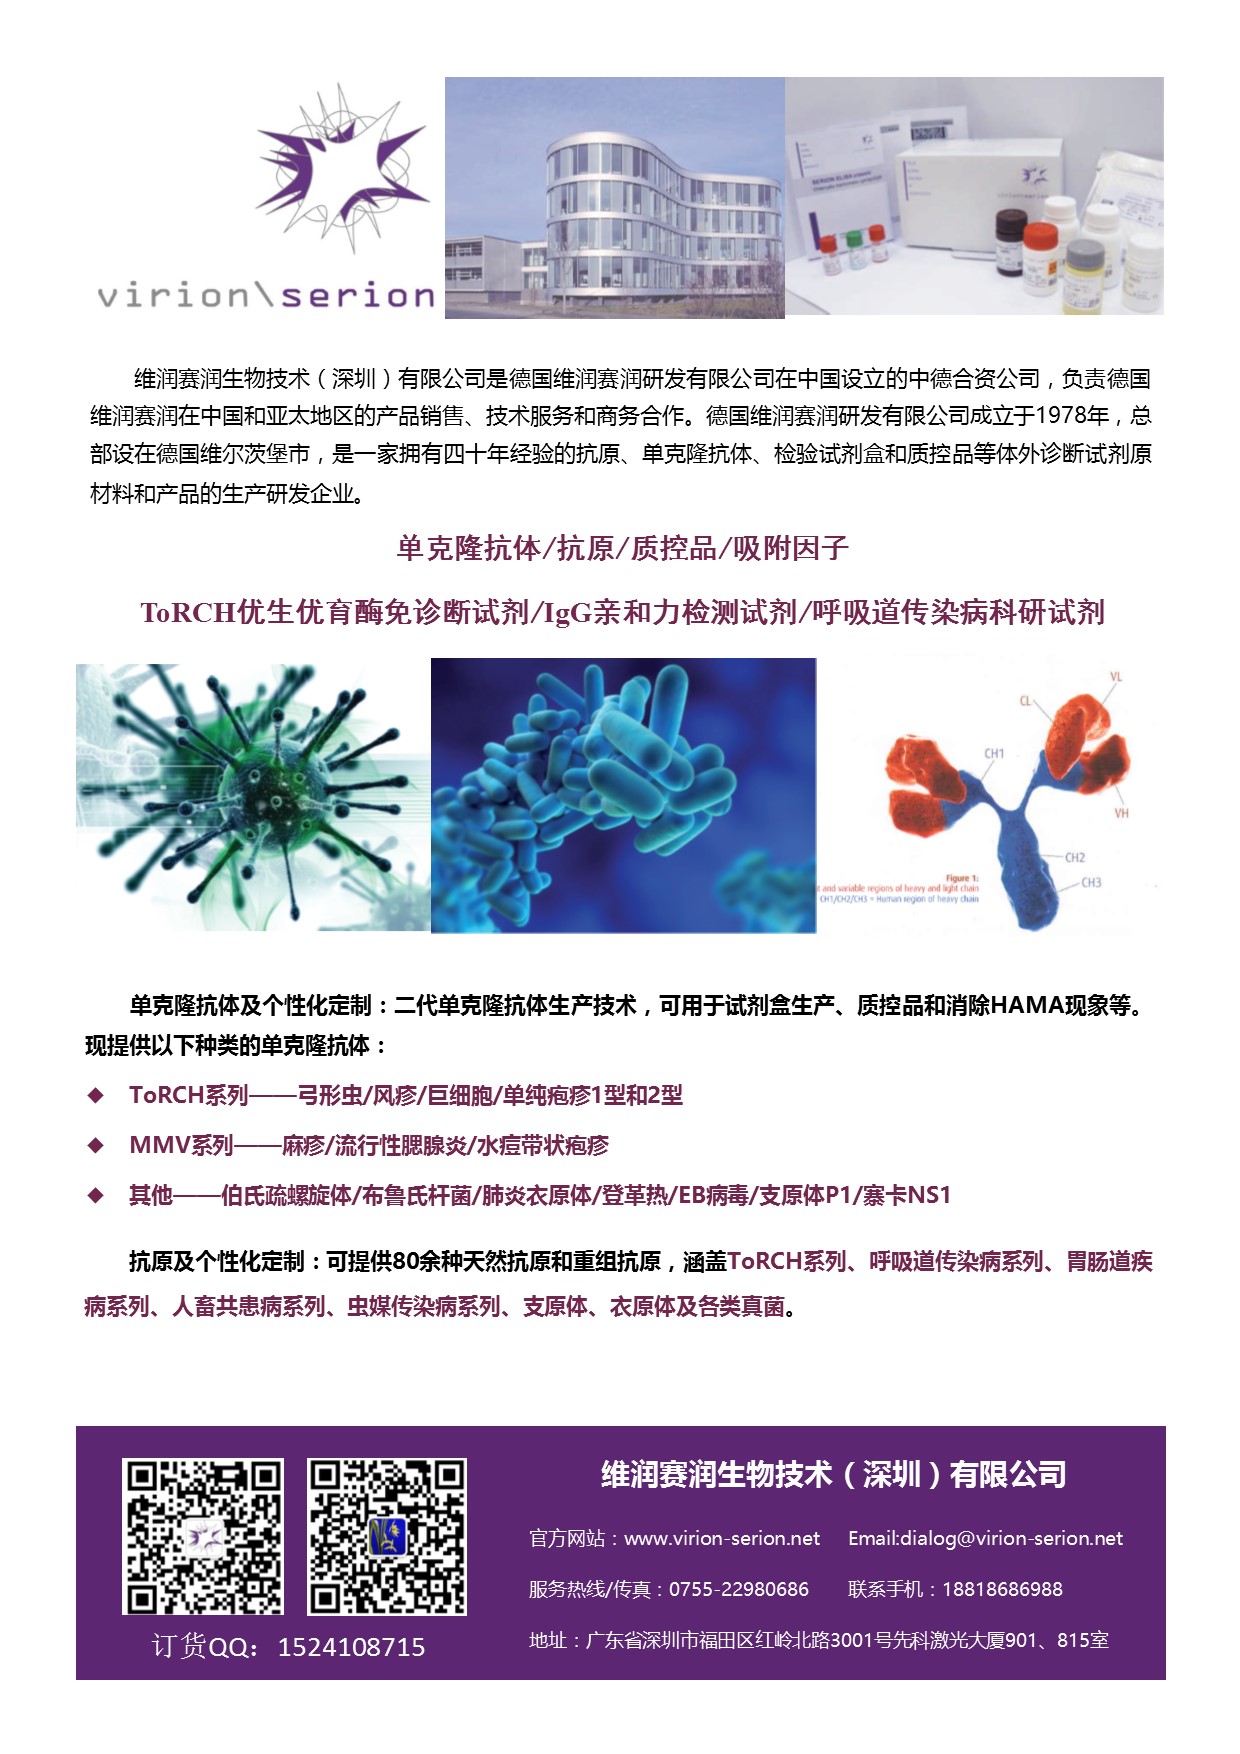 virion\serion
SERION ELISA classic
virion\serion
维润赛润生物技术（深圳）有限公司是德国维润赛润研发有限公司在中国设立的中德合资公司，负责德国
维润赛润在中国和亚太地区的产品销售、技术服务和商务合作。德国维润赛润研发有限公司成立于1978年，总
部设在德国维尔茨堡市，是一家拥有四十年经验的抗原、单克隆抗体、检验试剂盒和质控品等体外诊断试剂原
材料和产品的生产研发企业。
单克隆抗体/抗原/质控品/吸附因子
ToRCH优生优育酶免诊断试剂/IgG亲和力检测试剂/呼吸道传染病科研试剂
VL
CL
CH1
VH
CH2
CH3
Figure 1:
t and variable regions of heavy and light chain
CH1/CH2/CH3 = Human region of heavy chain
单克隆抗体及个性化定制：二代单克隆抗体生产技术，可用于试剂盒生产、质控品和消除HAMA现象等。
现提供以下种类的单克隆抗体：
◆ ToRCH系列——弓形虫/风疹/巨细胞/单纯疱疹1型和2型
◆ MMV系列——麻疹/流行性腮腺炎/水痘带状疱疹
◆ 其他——伯氏疏螺旋体/布鲁氏杆菌/肺炎衣原体/登革热/EB病毒/支原体P1/寨卡NS1
抗原及个性化定制：可提供80余种天然抗原和重组抗原，涵盖ToRCH系列、呼吸道传染病系列、胃肠道疾
病系列、人畜共患病系列、虫媒传染病系列、支原体、衣原体及各类真菌。
维润赛润生物技术（深圳）有限公司
官方网站：www.virion-serion.net Email:dialog@virion-serion.net
服务热线/传真：0755-22980686 联系手机：18818686988
地址：广东省深圳市福田区红岭北路3001号先科激光大厦901、815室
订货QQ：1524108715